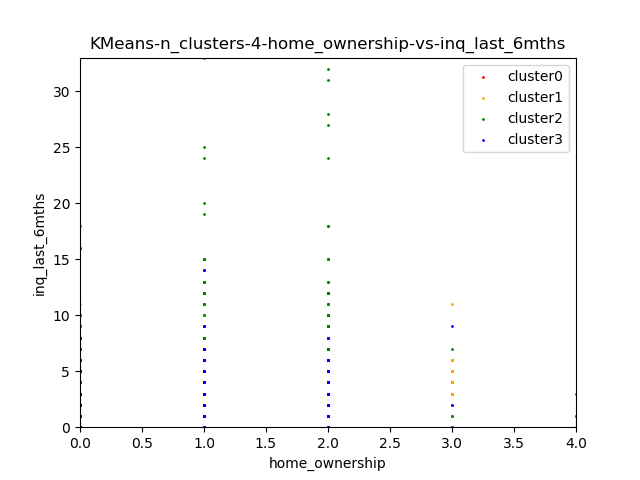 KMeans-n_clusters-4-home_ownership-vs-inq_last_6mths
cluster0
cluster1
cluster2
cluster3
30
25
20
15
10
5
0
inq_last_6mths
0.0 0.5 1.0 1.5 2.0 2.5 3.0 3.5 4.0
home_ownership